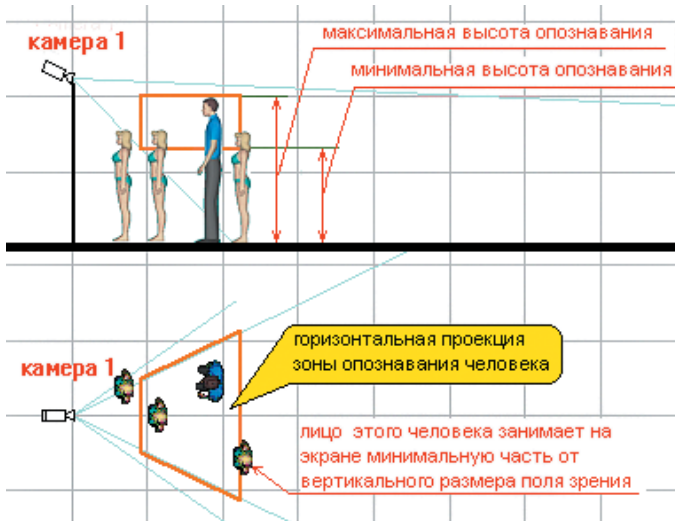 камера 1
максимальная высота опознавания
минимальная высота опознавания
камера 1
горизонтальная проекция
зоны опознавания человека
лицо этого человека занимает на
экране минимальную часть от
вертикального размера поля зрения